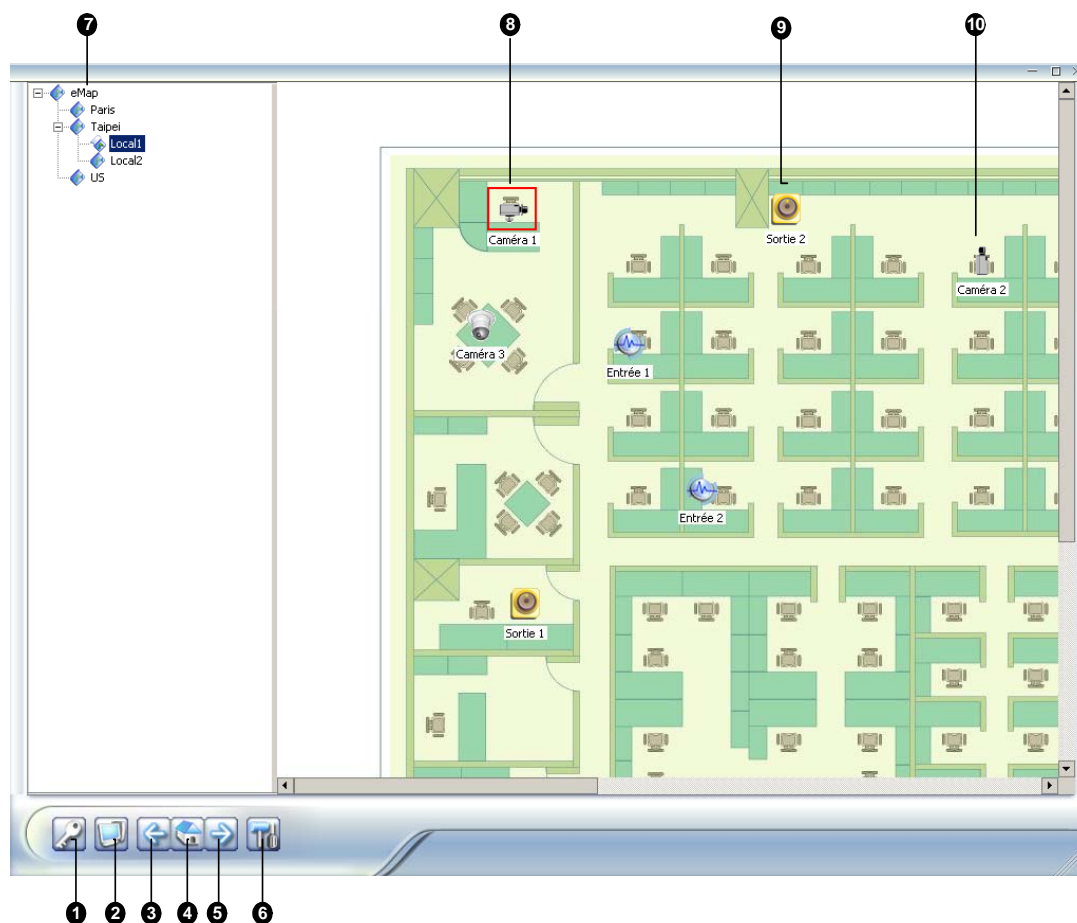 7
8
9
10
eMap
Paris
Taipei
Local1
Local2
US
Caméra 1
Sortie 2
Caméra 2
Caméra 3
Entrée 1
Entrée 2
Sortie 1
1
2
3
4
5
6